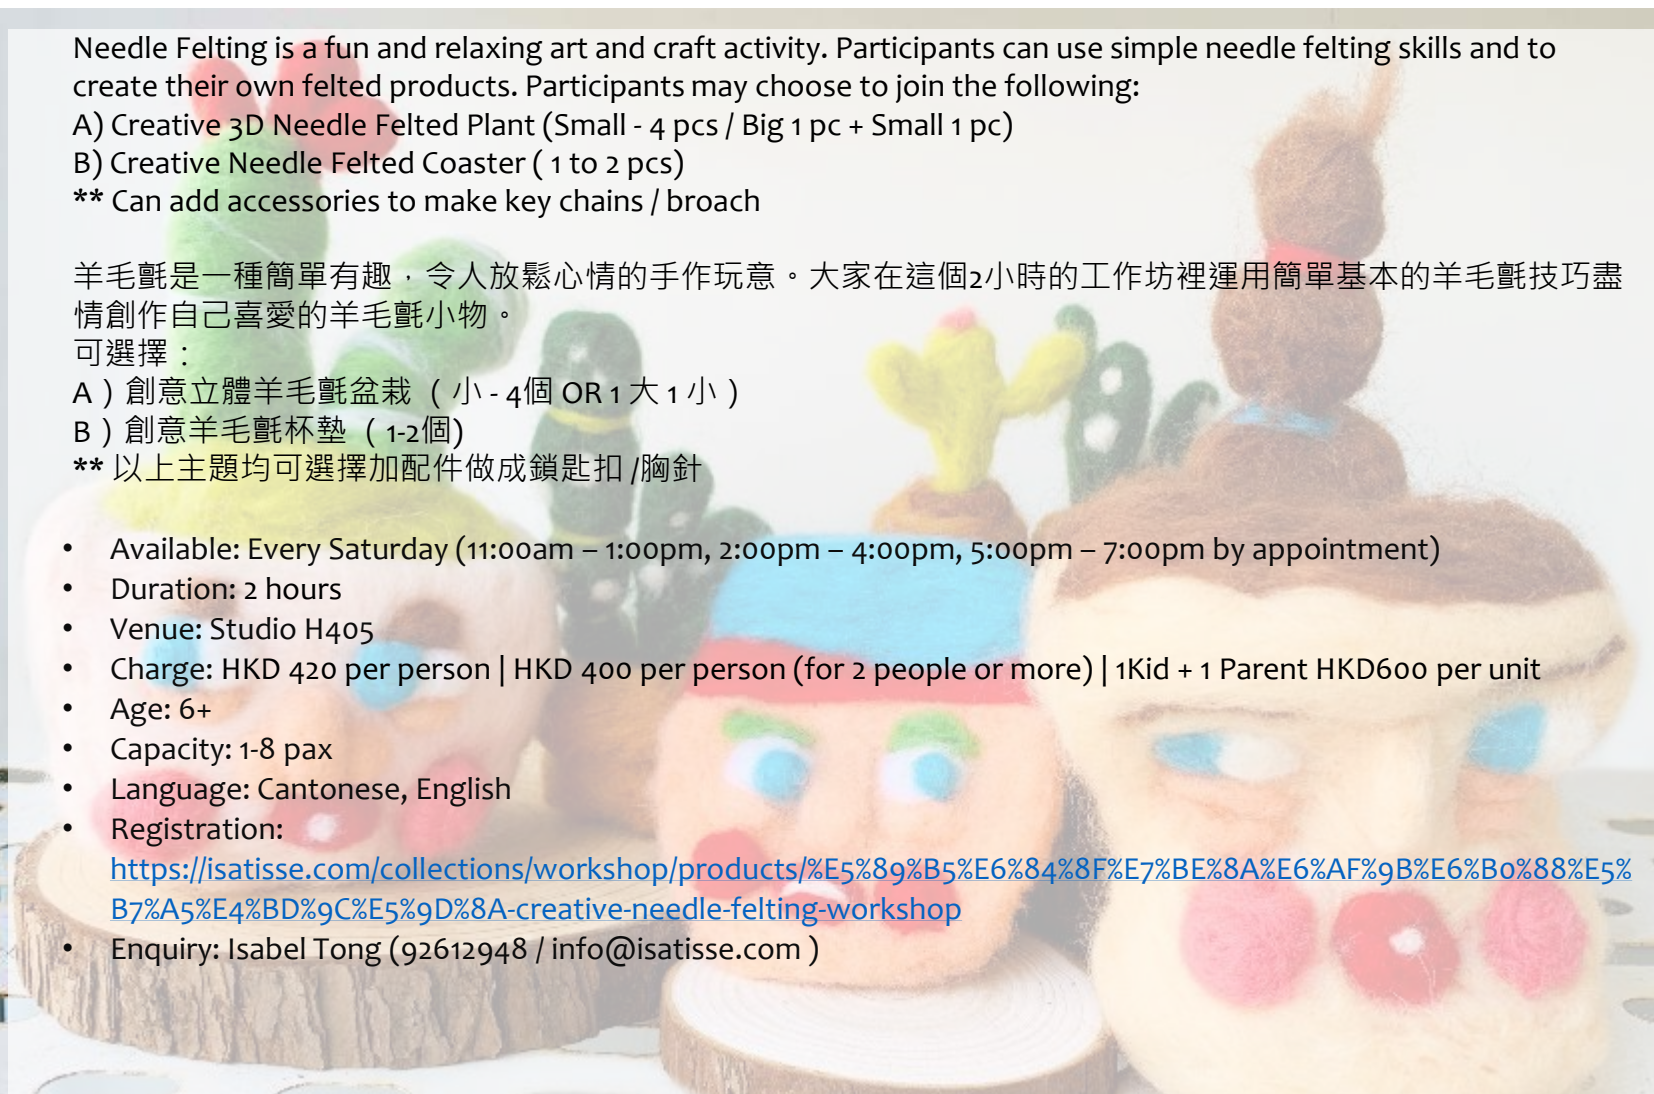 Needle Felting is a fun and relaxing art and craft activity. Participants can use simple needle felting skills and to
create their own felted products. Participants may choose to join the following:
A) Creative 3D Needle Felted Plant (Small - 4 pcs / Big 1 pc + Small 1 pc)
B) Creative Needle Felted Coaster ( 1 to 2 pcs)
** Can add accessories to make key chains / broach
羊毛氈是一種簡單有趣，令人放鬆心情的手作玩意。大家在這個2小時的工作坊裡運用簡單基本的羊毛氈技巧盡
情創作自己喜愛的羊毛氈小物。
可選擇：
A ) 創意立體羊毛氈盆栽 ( 小 - 4個 OR 1 大 1 小 )
B ) 創意羊毛氈杯墊 ( 1-2個)
** 以上主題均可選擇加配件做成鎖匙扣 /胸針
• Available: Every Saturday (11:00am – 1:00pm, 2:00pm – 4:00pm, 5:00pm – 7:00pm by appointment)
• Duration: 2 hours
• Venue: Studio H405
• Charge: HKD 420 per person | HKD 400 per person (for 2 people or more) | 1Kid + 1 Parent HKD600 per unit
• Age: 6+
• Capacity: 1-8 pax
• Language: Cantonese, English
• Registration:
https://isatisse.com/collections/workshop/products/%E5%89%B5%E6%84%8F%E7%BE%8A%E6%AF%9B%E6%B0%88%E5%
B7%A5%E4%BD%9C%E5%9D%8A-creative-needle-felting-workshop
• Enquiry: Isabel Tong (92612948 / info@isatisse.com )